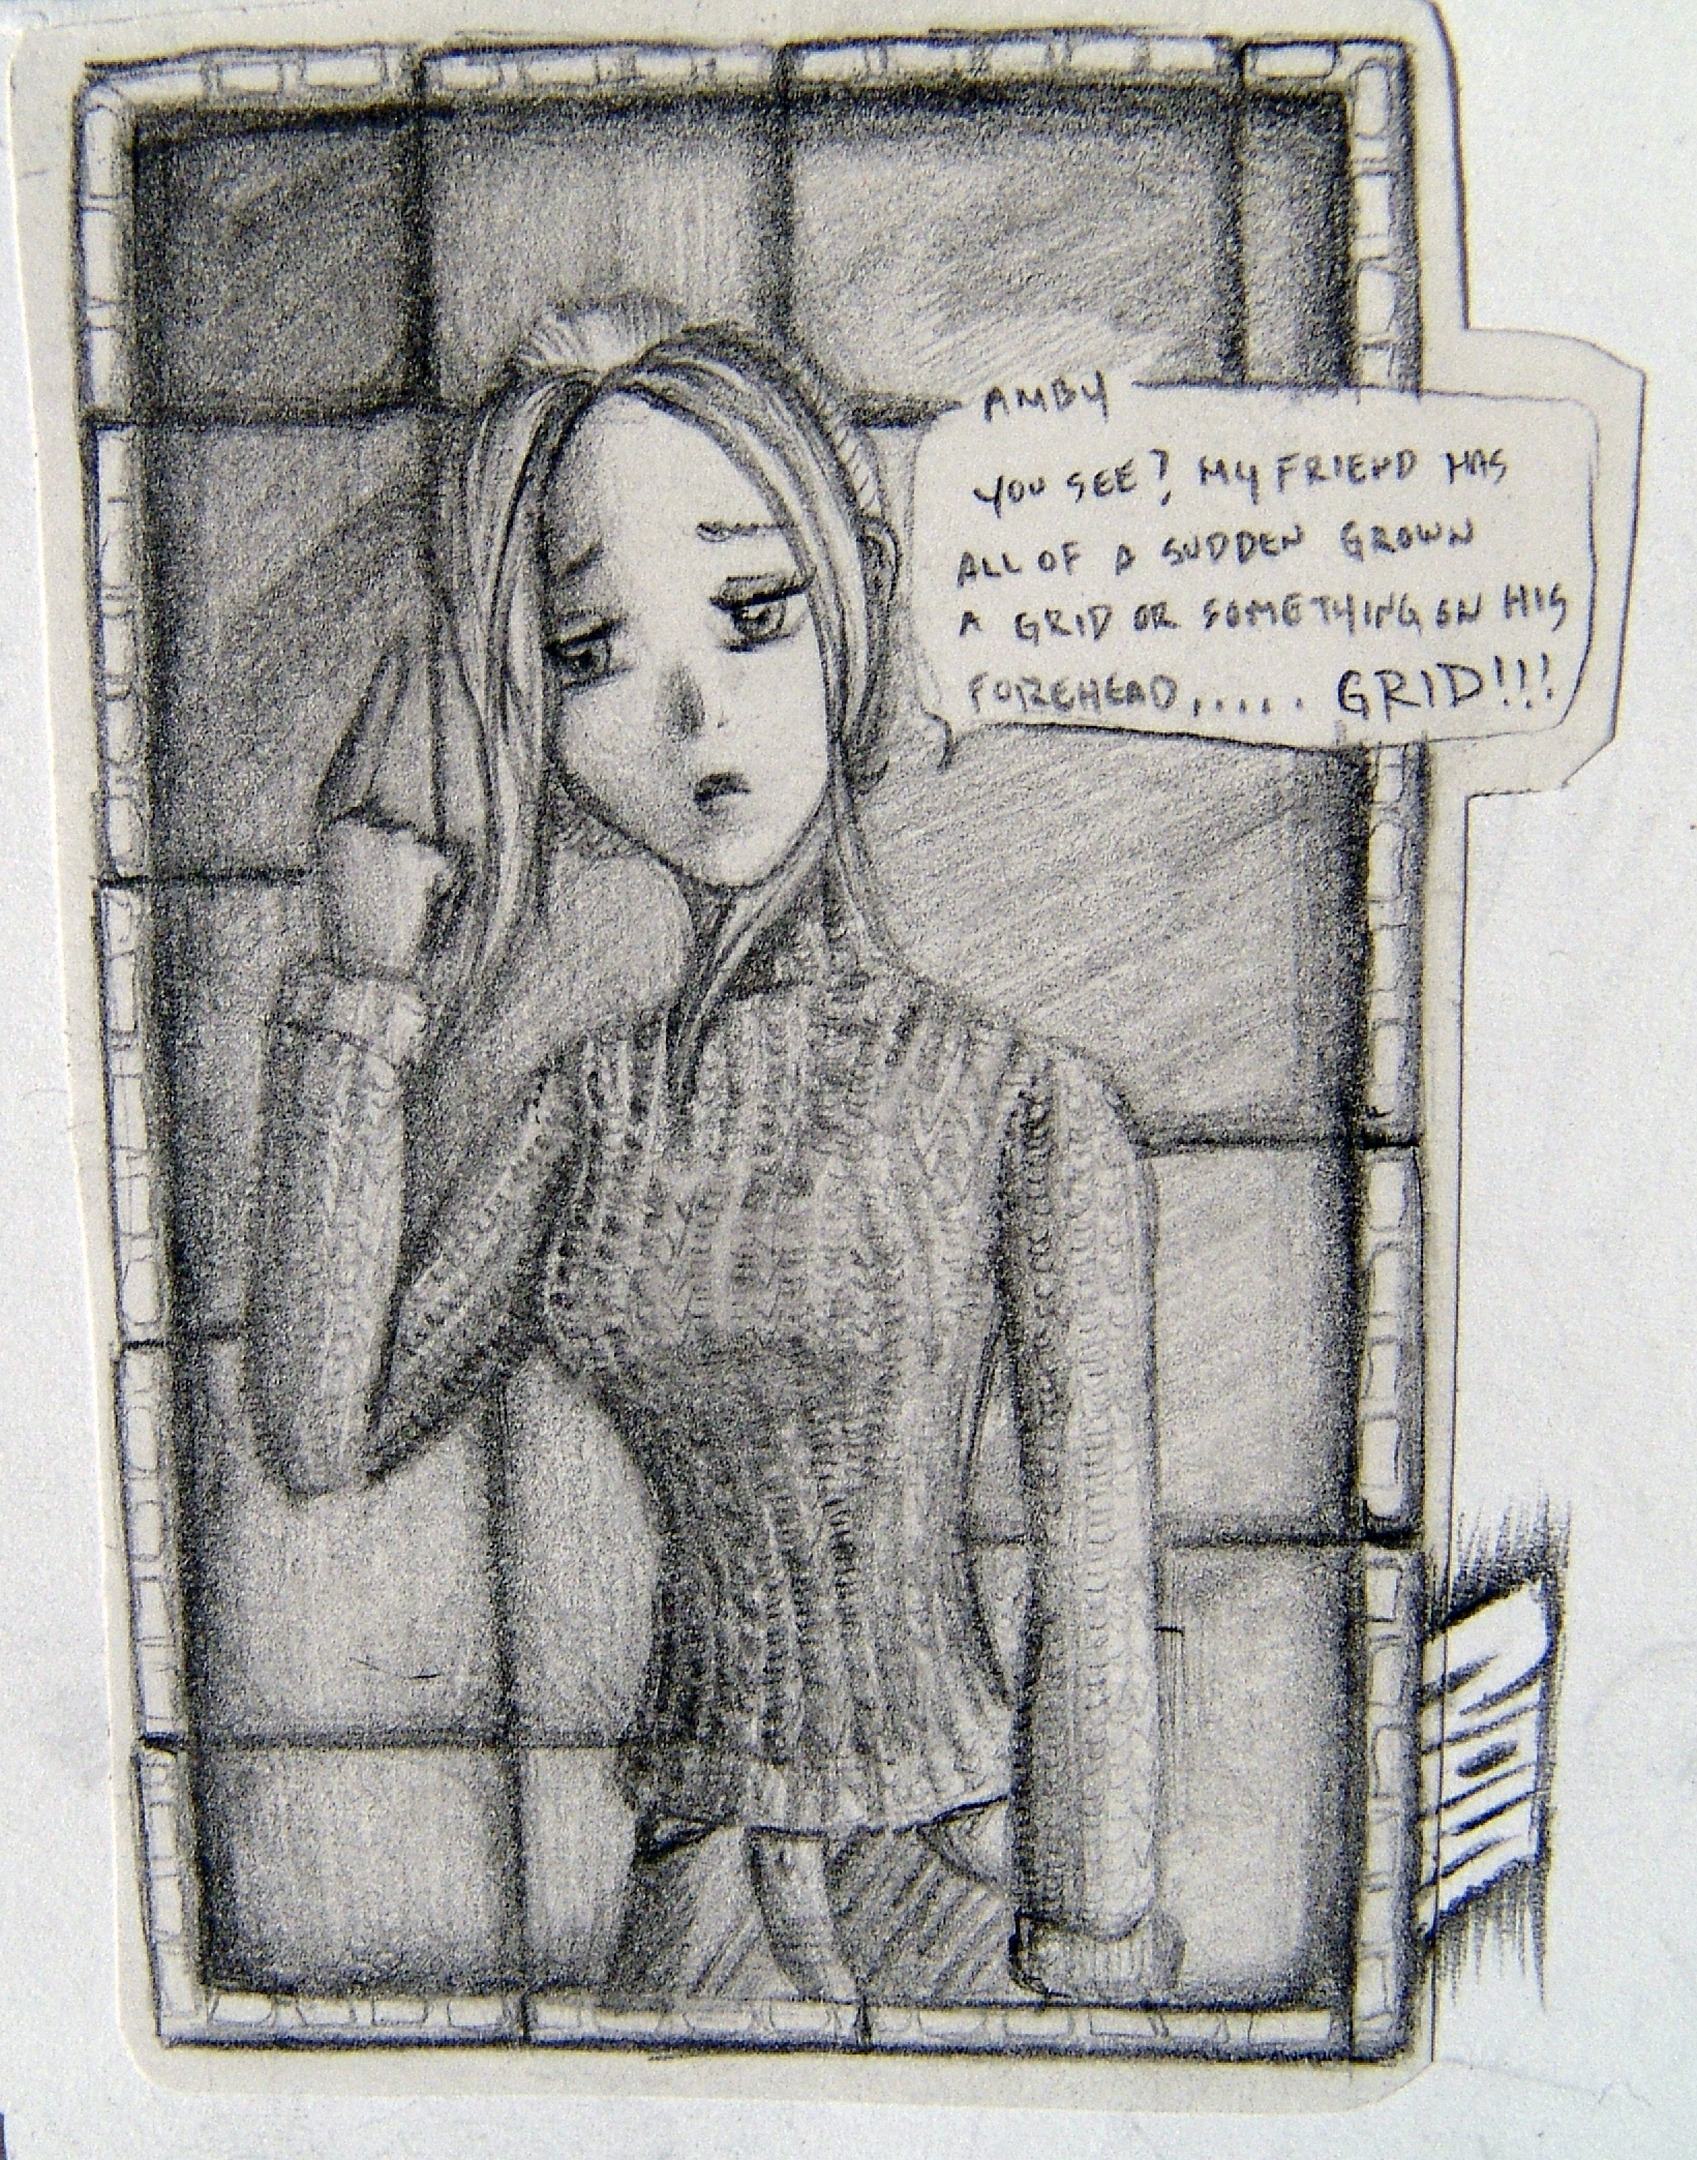 AMBY
YOU SEE? MY FRIEND HAS
ALL OF A SUDDEN GROWN
A GRID OR SOMETHING ON HIS
FOREHEAD,.... GRID!!!